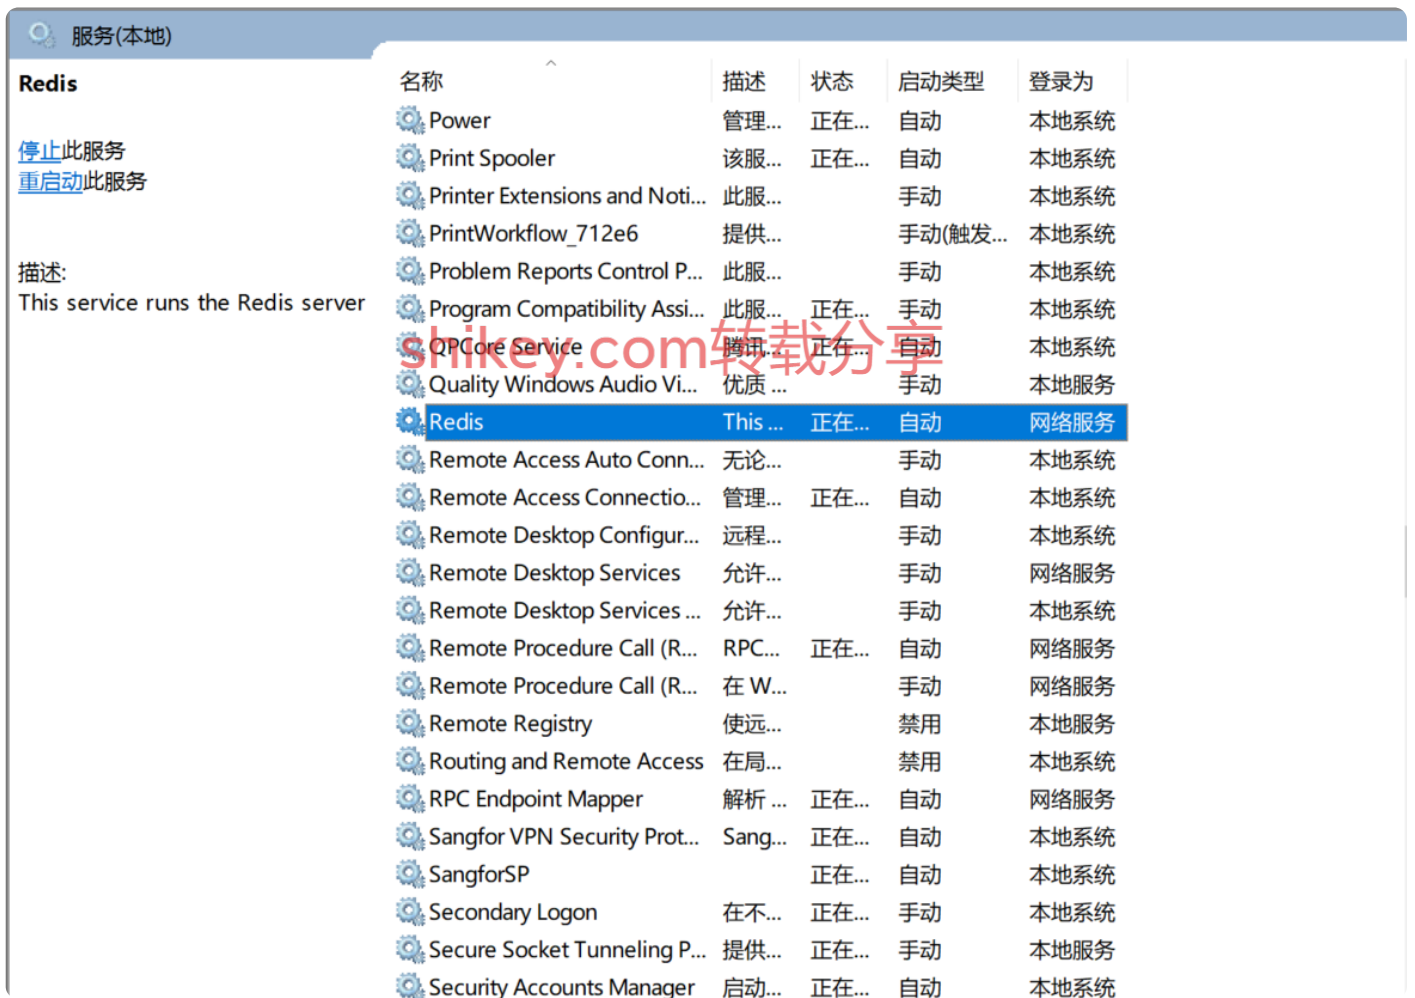 服务(本地)
Redis
停止此服务
重启动此服务
描述:
This service runs the Redis server
名称 描述 状态 启动类型 登录为
Power 管理... 正在... 自动 本地系统
Print Spooler 该服... 正在... 自动 本地系统
Printer Extensions and Noti... 此服... 手动 本地系统
PrintWorkflow_712e6 提供... 手动(触发... 本地系统
Problem Reports Control P... 此服... 手动 本地系统
Program Compatibility Assi... 此服... 正在... 手动 本地系统
QPCore Service 腾讯... 正在... 自动 本地系统
shikey.com转载分享
Quality Windows Audio Vi... 优质 ... 手动 本地服务
Redis This ... 正在... 自动 网络服务
Remote Access Auto Conn... 无论... 手动 本地系统
Remote Access Connectio... 管理... 正在... 自动 本地系统
Remote Desktop Configur... 远程... 手动 本地系统
Remote Desktop Services 允许... 手动 网络服务
Remote Desktop Services ... 允许... 手动 本地系统
Remote Procedure Call (R... RPC... 正在... 自动 网络服务
Remote Procedure Call (R... 在 W... 手动 网络服务
Remote Registry 使远... 禁用 本地服务
Routing and Remote Access 在局... 禁用 本地系统
RPC Endpoint Mapper 解析 ... 正在... 自动 网络服务
Sangfor VPN Security Prot... Sang... 正在... 自动 本地系统
SangforSP 正在... 自动 本地系统
Secondary Logon 在不... 正在... 手动 本地系统
Secure Socket Tunneling P... 提供... 正在... 手动 本地服务
Security Accounts Manager 启动... 正在... 自动 本地系统